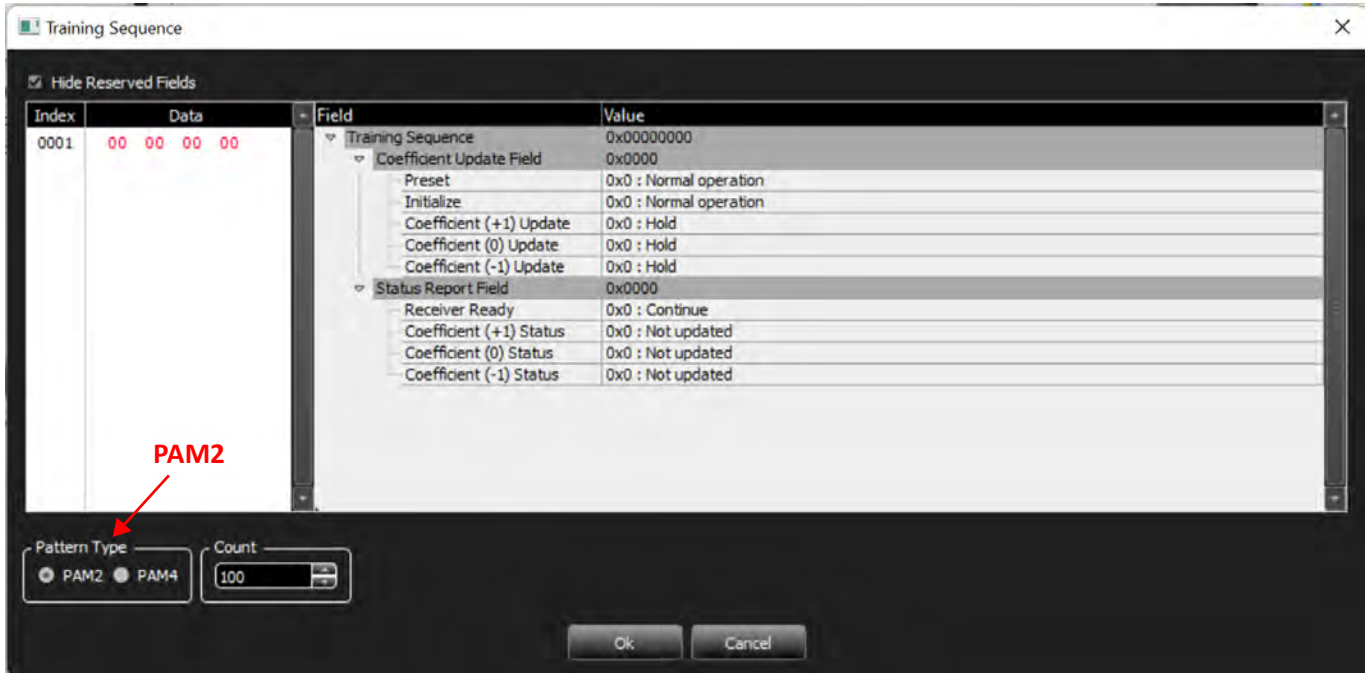 Training Sequence
Hide Reserved Fields
Index Data Field Value
0001 00 00 00 00
Training Sequence 0x00000000
Coefficient Update Field 0x0000
Preset 0x0 : Normal operation
Initialize 0x0 : Normal operation
Coefficient (+1) Update 0x0 : Hold
Coefficient (0) Update 0x0 : Hold
Coefficient (-1) Update 0x0 : Hold
Status Report Field 0x0000
Receiver Ready 0x0 : Continue
Coefficient (+1) Status 0x0 : Not updated
Coefficient (0) Status 0x0 : Not updated
Coefficient (-1) Status 0x0 : Not updated
PAM2
Pattern Type Count
PAM2 PAM4 100
Ok Cancel